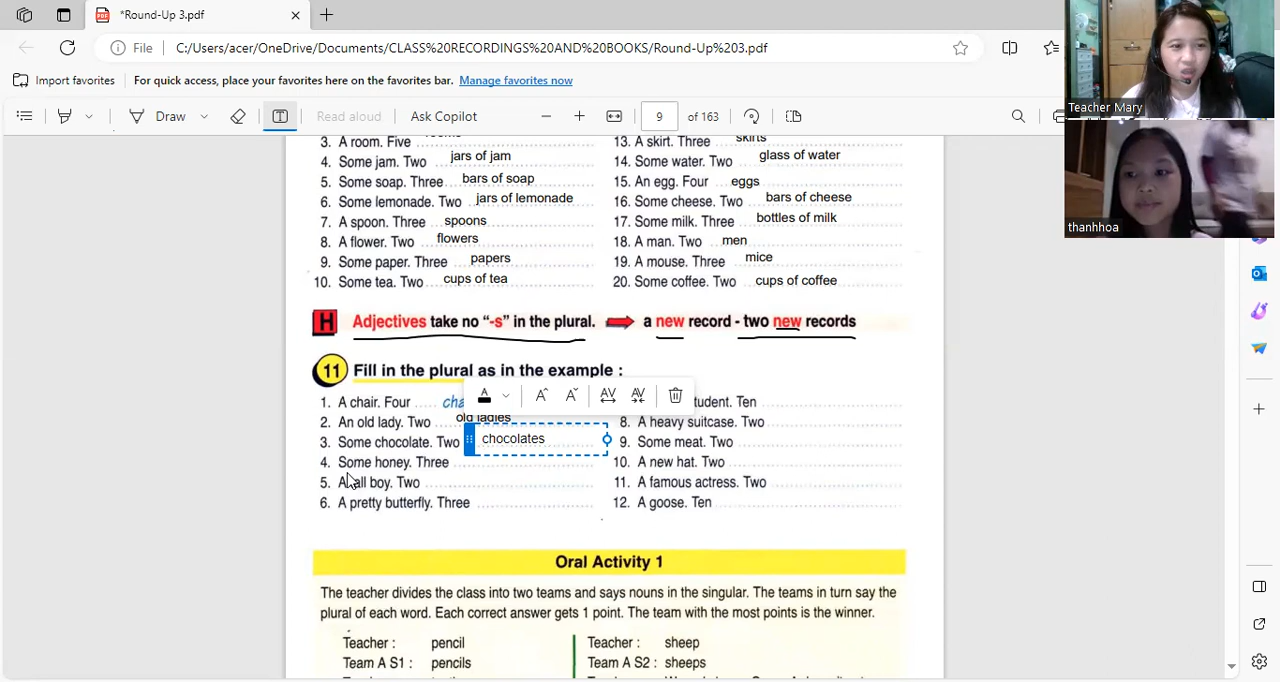 *Round-Up 3.pdf
File C:/Users/acer/OneDrive/Documents/CLASS%20RECORDINGS%20AND%20BOOKS/Round-Up%203.pdf
Import favorites For quick access, place your favorites here on the favorites bar. Manage favorites now
Draw Read aloud Ask Copilot 9 of 163
Teacher Mary
thanhhoa
3. A room. Five rooms
4. Some jam. Two jars of jam
5. Some soap. Three bars of soap
6. Some lemonade. Two jars of lemonade
7. A spoon. Three spoons
8. A flower. Two flowers
9. Some paper. Three papers
10. Some tea. Two cups of tea
13. A skirt. Three skirts
14. Some water. Two glass of water
15. An egg. Four eggs
16. Some cheese. Two bars of cheese
17. Some milk. Three bottles of milk
18. A man. Two men
19. A mouse. Three mice
20. Some coffee. Two cups of coffee
H Adjectives take no "-s" in the plural. a new record - two new records
11 Fill in the plural as in the example :
1. A chair. Four cha
2. An old lady. Two old ladies
3. Some chocolate. Two chocolates
4. Some honey. Three
5. A all boy. Two
6. A pretty butterfly. Three
tudent. Ten
8. A heavy suitcase. Two
9. Some meat. Two
10. A new hat. Two
11. A famous actress. Two
12. A goose. Ten
Oral Activity 1
The teacher divides the class into two teams and says nouns in the singular. The teams in turn say the
plural of each word. Each correct answer gets 1 point. The team with the most points is the winner.
Teacher : pencil
Team A S1 : pencils
Teacher : sheep
Team A S2 : sheeps